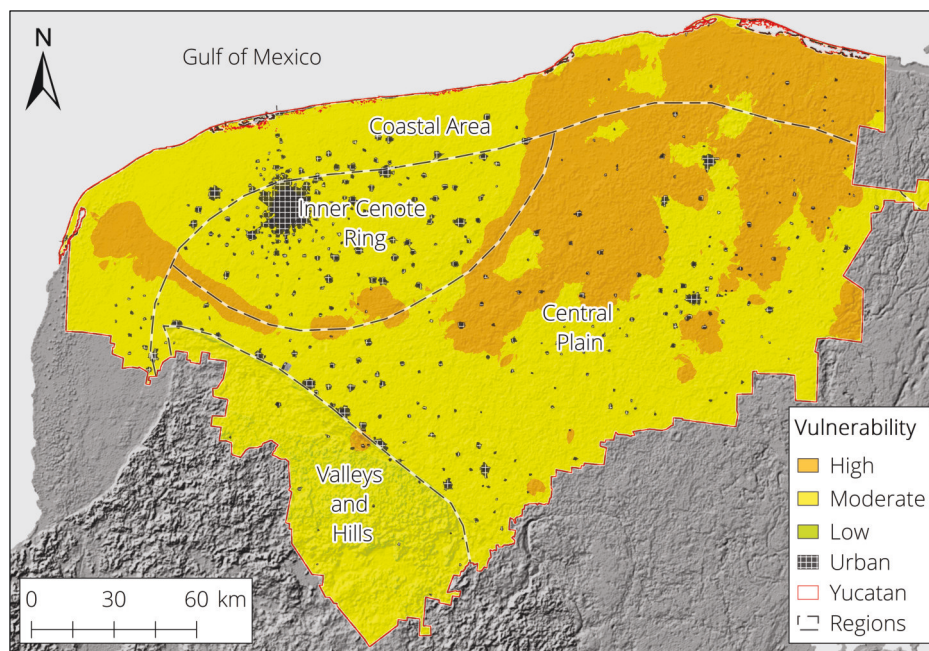 N
Gulf of Mexico
Coastal Area
Inner Cenote
Ring
Central
Plain
Valleys
and
Hills
Vulnerability
High
Moderate
Low
Urban
Yucatan
Regions
0 30 60 km